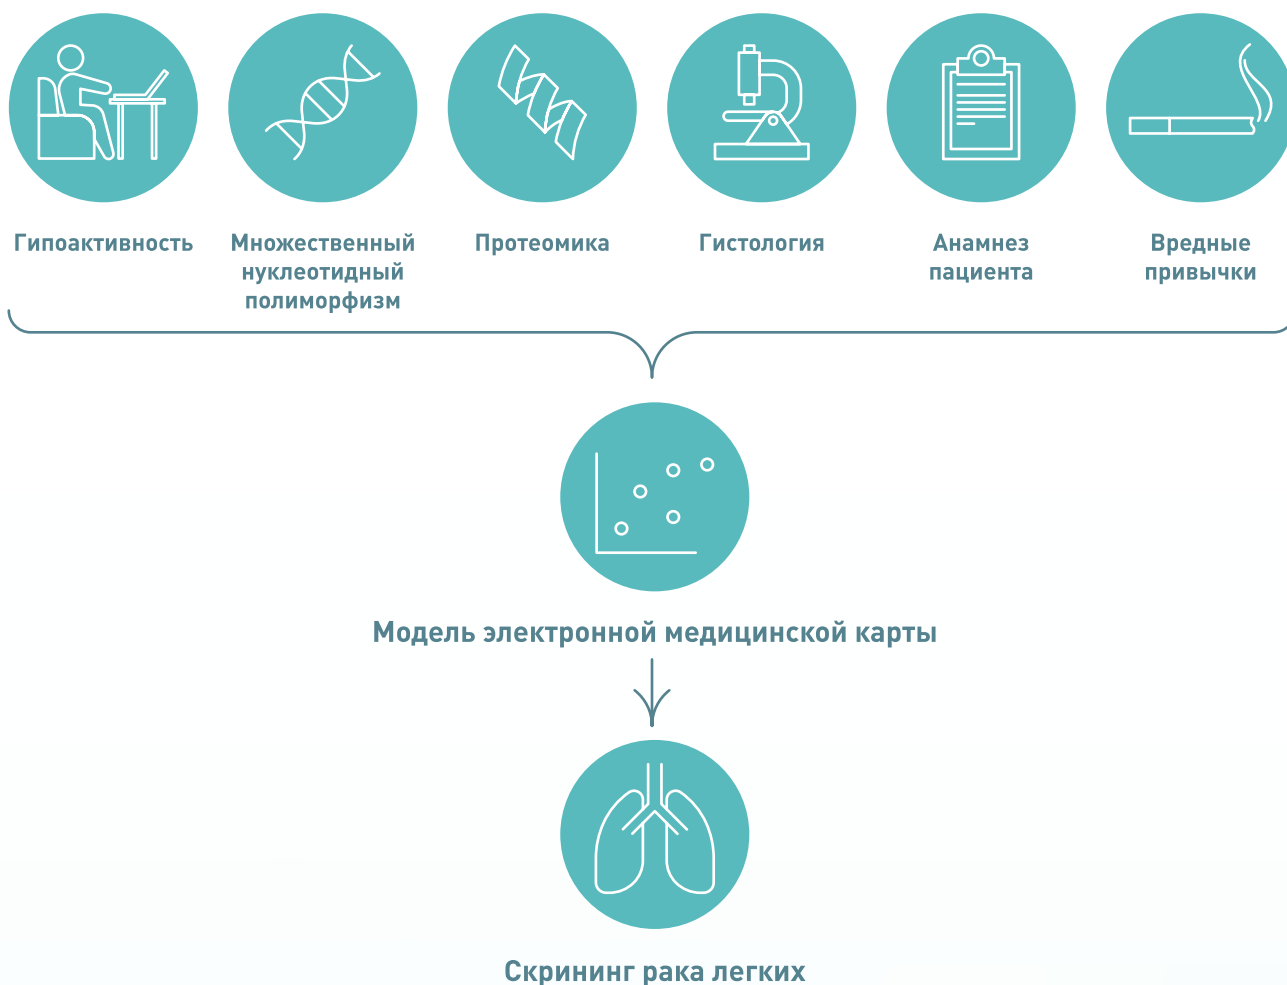 Гипоактивность
Множественный
нуклеотидный
полиморфизм
Протеомика
Гистология
Анамнез
пациента
Вредные
привычки
Модель электронной медицинской карты
Скрининг рака легких